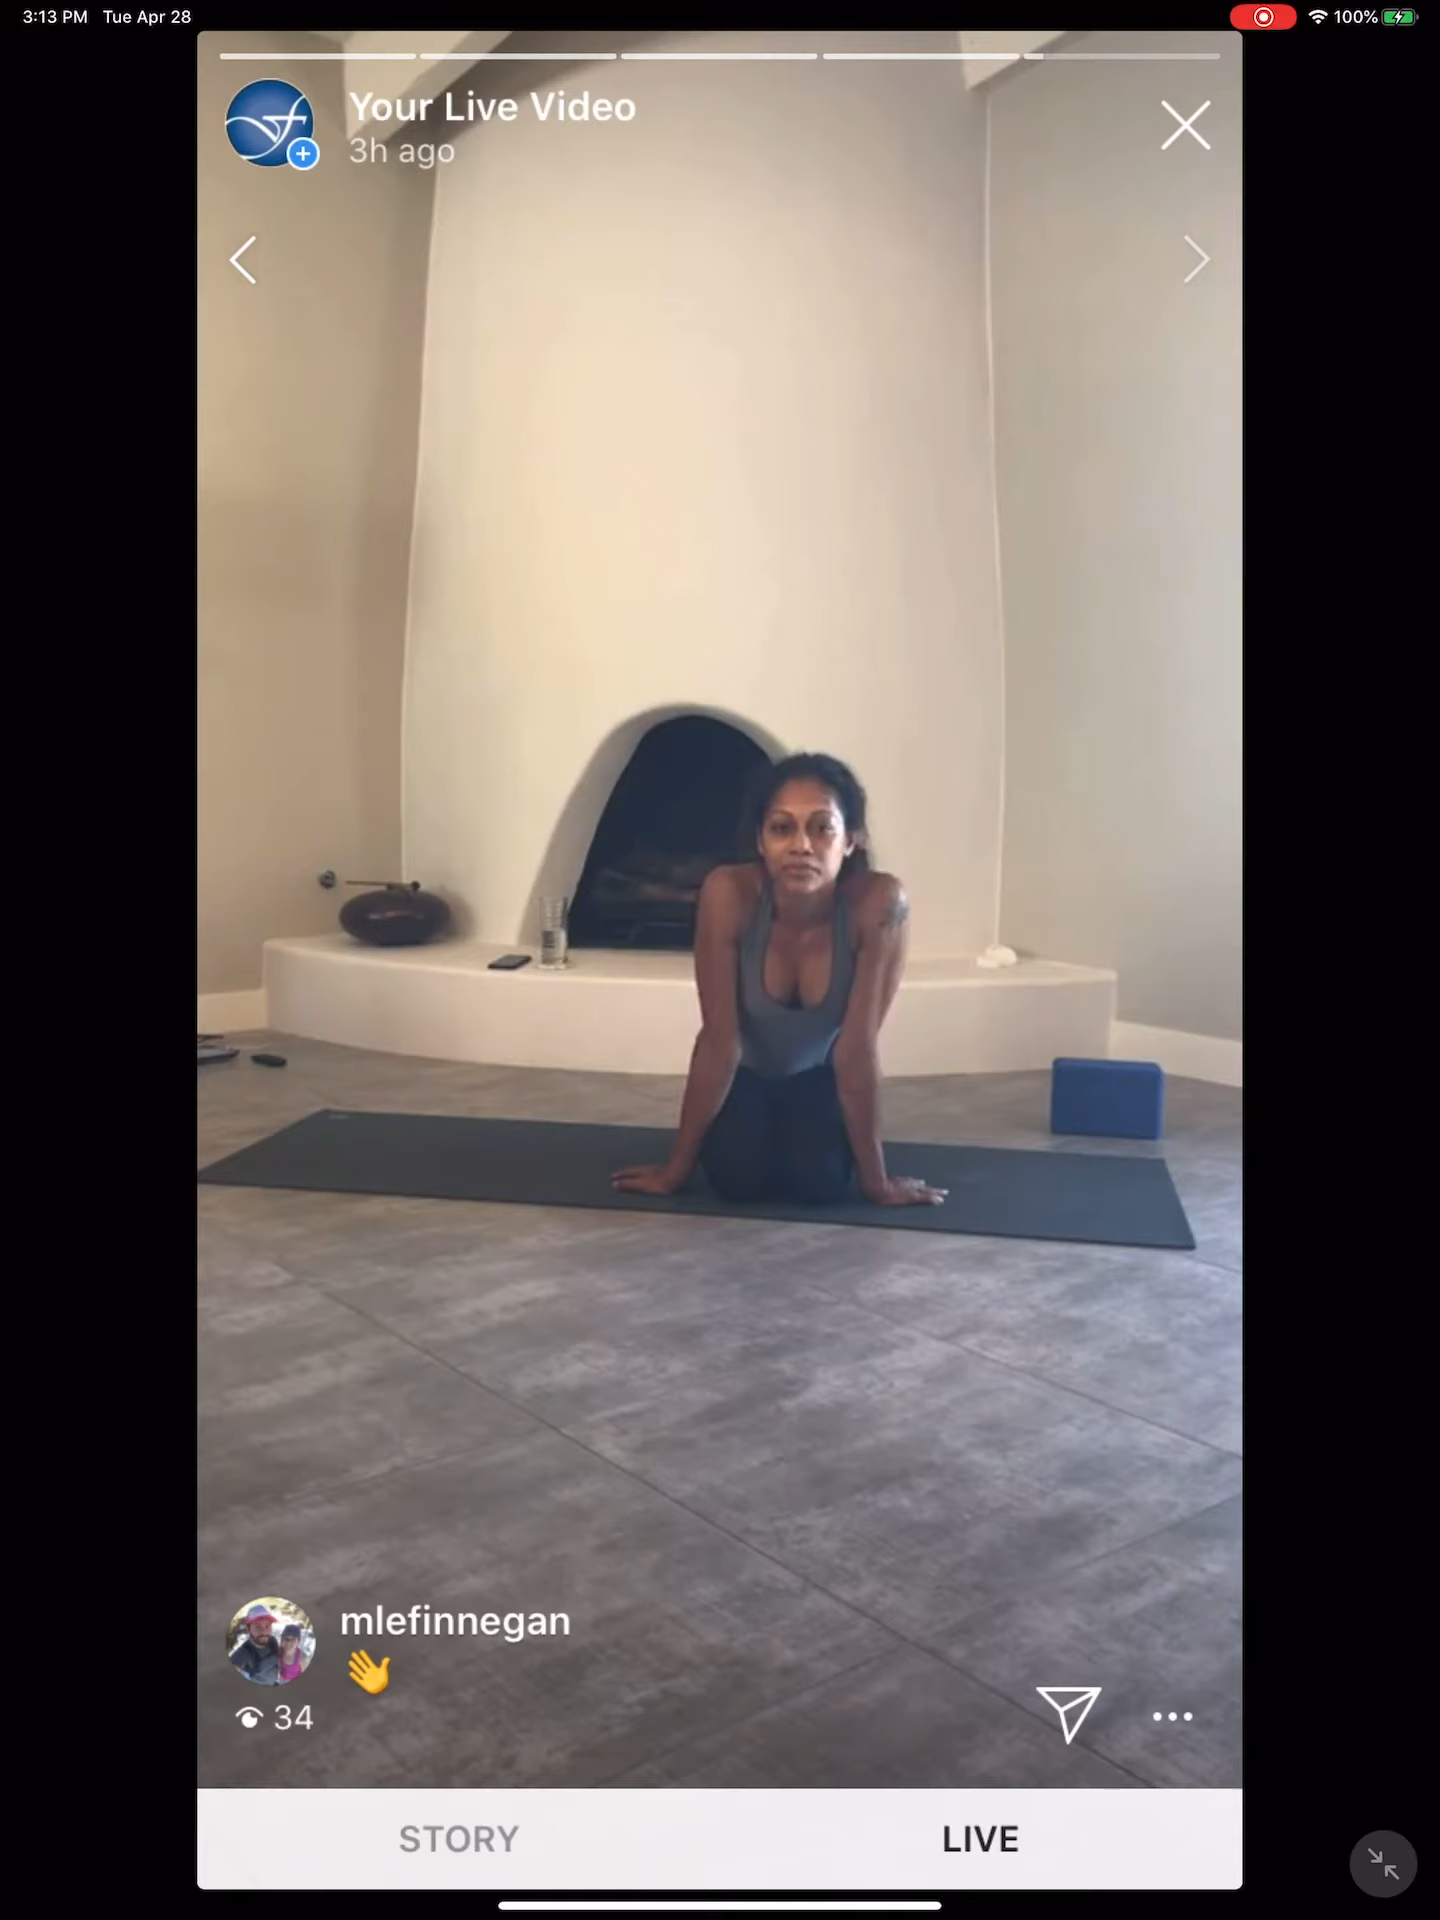 3:13 PM Tue Apr 28
100%
Your Live Video
3h ago
mlefinnegan
34
STORY
LIVE